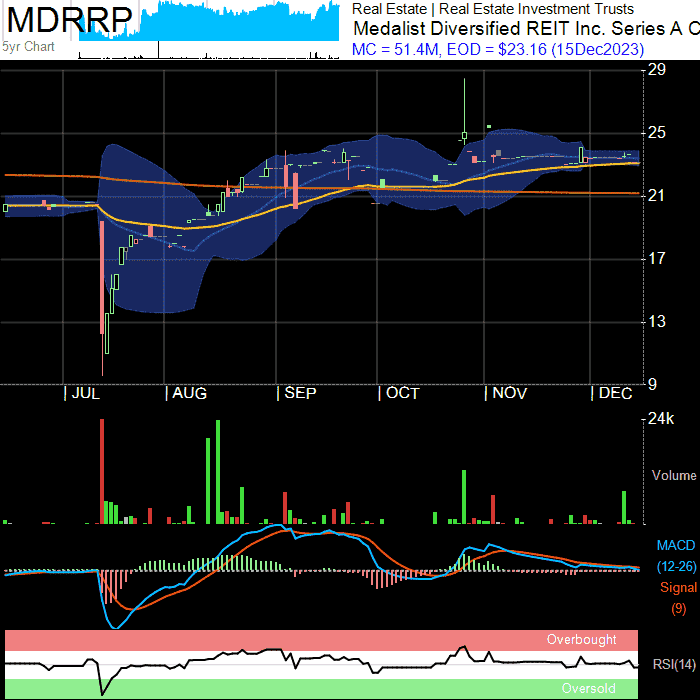 MDRRP
5yr Chart
Real Estate | Real Estate Investment Trusts
Medalist Diversified REIT Inc. Series A C
MC = 51.4M, EOD = $23.16 (15Dec2023)
29
25
21
17
13
9
JUL
AUG
SEP
OCT
NOV
DEC
24k
Volume
MACD
(12-26)
Signal
(9)
Overbought
RSI(14)
Oversold